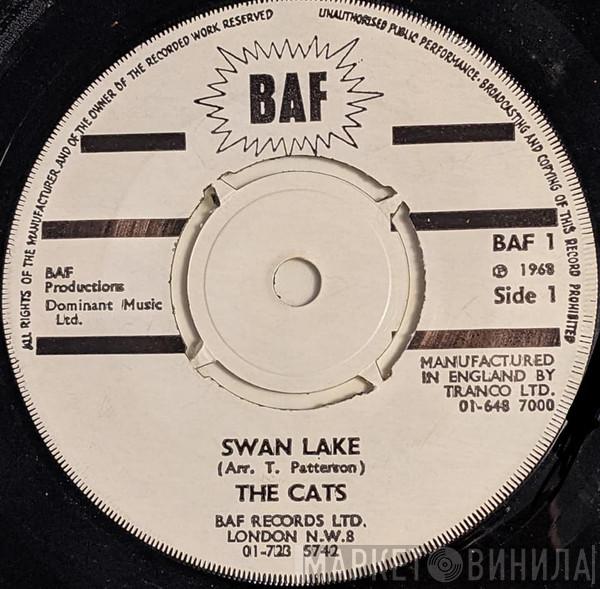 ALL RIGHTS OF THE MANUFACTURER AND OF THE OWNER OF THE RECORDED WORK RESERVED
UNAUTHORISED PUBLIC PERFORMANCE · BROADCASTING AND COPYING OF THIS RECORD PROHIBITED
BAF
BAF
Productions
Dominant Music
Ltd.
BAF 1
℗ 1968
Side 1
MANUFACTURED
IN ENGLAND BY
TRANCO LTD.
01-648 7000
SWAN LAKE
(Arr. T. Patterson)
THE CATS
BAF RECORDS LTD.
LONDON N.W.8
01-723 5742
МАРКЕТ ВИНИЛА